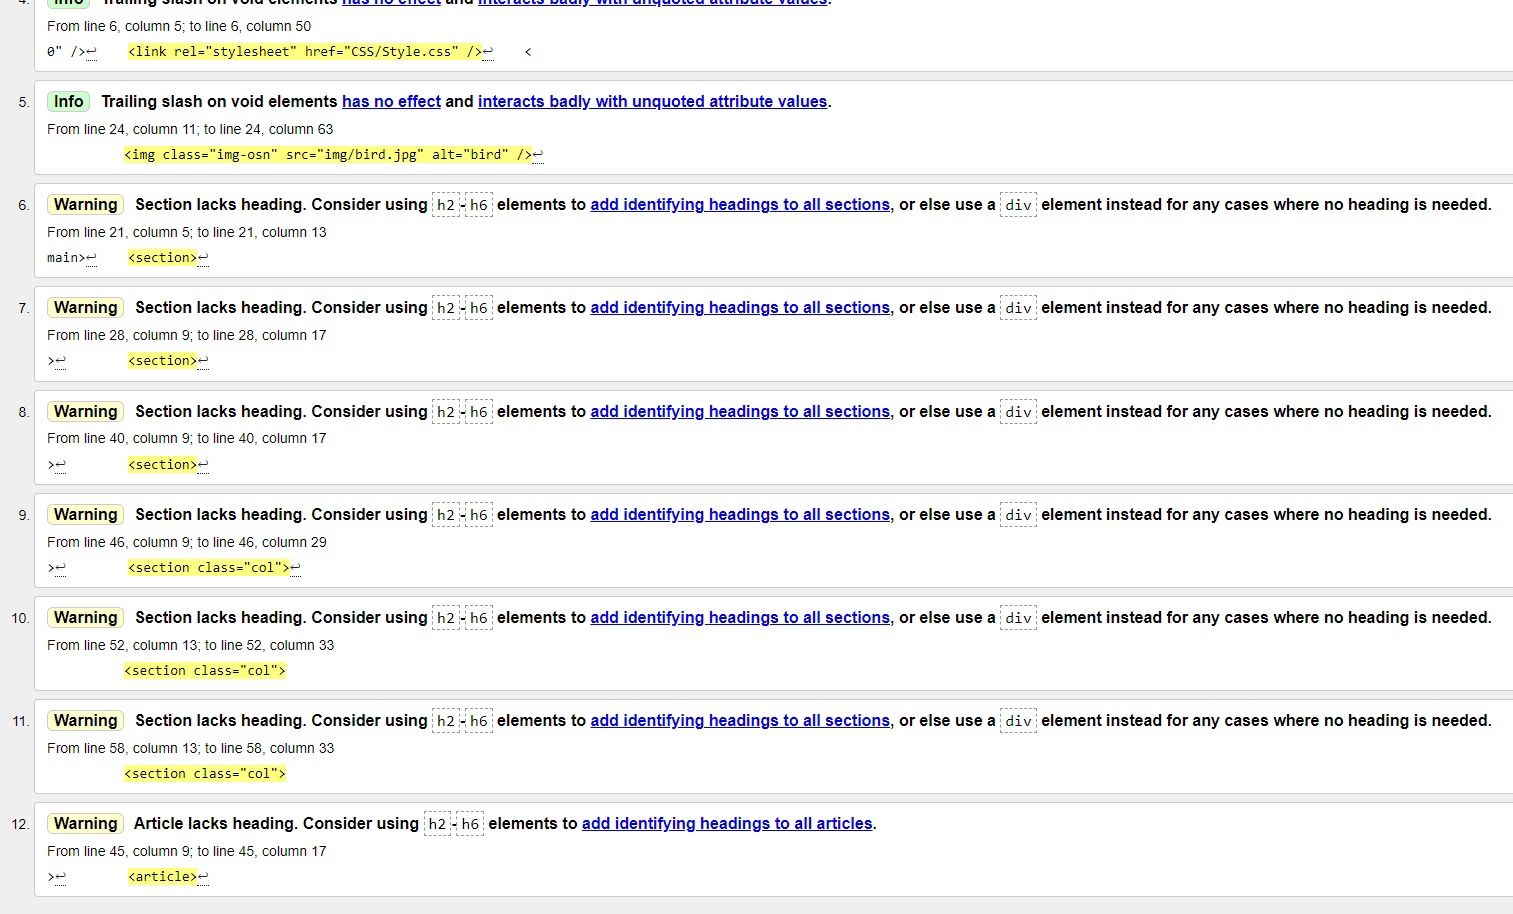 4. Info Trailing slash on void elements has no effect and interacts badly with unquoted attribute values.
From line 6, column 5; to line 6, column 50
0" />↩    <link rel="stylesheet" href="CSS/Style.css" />↩    <
5. Info Trailing slash on void elements has no effect and interacts badly with unquoted attribute values.
From line 24, column 11; to line 24, column 63
<img class="img-osn" src="img/bird.jpg" alt="bird" />↩
6. Warning Section lacks heading. Consider using h2-h6 elements to add identifying headings to all sections, or else use a div element instead for any cases where no heading is needed.
From line 21, column 5; to line 21, column 13
main>↩    <section>↩
7. Warning Section lacks heading. Consider using h2-h6 elements to add identifying headings to all sections, or else use a div element instead for any cases where no heading is needed.
From line 28, column 9; to line 28, column 17
>↩        <section>↩
8. Warning Section lacks heading. Consider using h2-h6 elements to add identifying headings to all sections, or else use a div element instead for any cases where no heading is needed.
From line 40, column 9; to line 40, column 17
>↩        <section>↩
9. Warning Section lacks heading. Consider using h2-h6 elements to add identifying headings to all sections, or else use a div element instead for any cases where no heading is needed.
From line 46, column 9; to line 46, column 29
>↩        <section class="col">↩
10. Warning Section lacks heading. Consider using h2-h6 elements to add identifying headings to all sections, or else use a div element instead for any cases where no heading is needed.
From line 52, column 13; to line 52, column 33
<section class="col">
11. Warning Section lacks heading. Consider using h2-h6 elements to add identifying headings to all sections, or else use a div element instead for any cases where no heading is needed.
From line 58, column 13; to line 58, column 33
<section class="col">
12. Warning Article lacks heading. Consider using h2-h6 elements to add identifying headings to all articles.
From line 45, column 9; to line 45, column 17
>↩        <article>↩